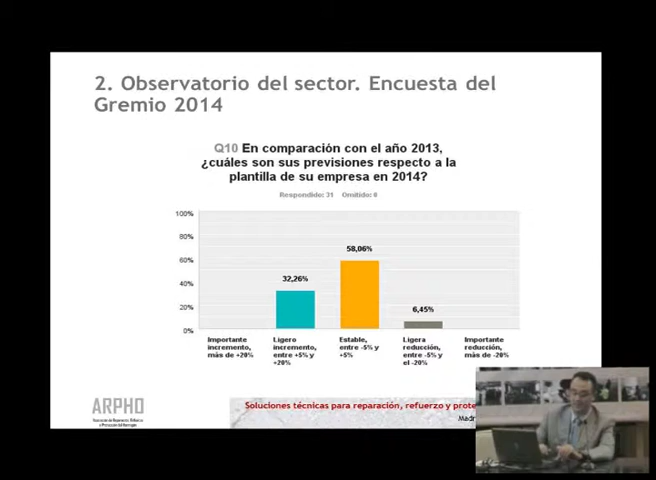 2. Observatorio del sector. Encuesta del
Gremio 2014
Q10 En comparación con el año 2013,
¿cuáles son sus previsiones respecto a la
plantilla de su empresa en 2014?
Respondido: 31 Omitido: 0
100%
80%
60%
40%
20%
0%
32,26%
58,06%
6,45%
Importante
incremento,
más de +20%
Ligero
incremento,
entre +5% y
+20%
Estable,
entre -5% y
+5%
Ligera
reducción,
entre -5% y
el -20%
Importante
reducción,
más de -20%
ARPHO
Soluciones técnicas para reparación, refuerzo y prote
Madr